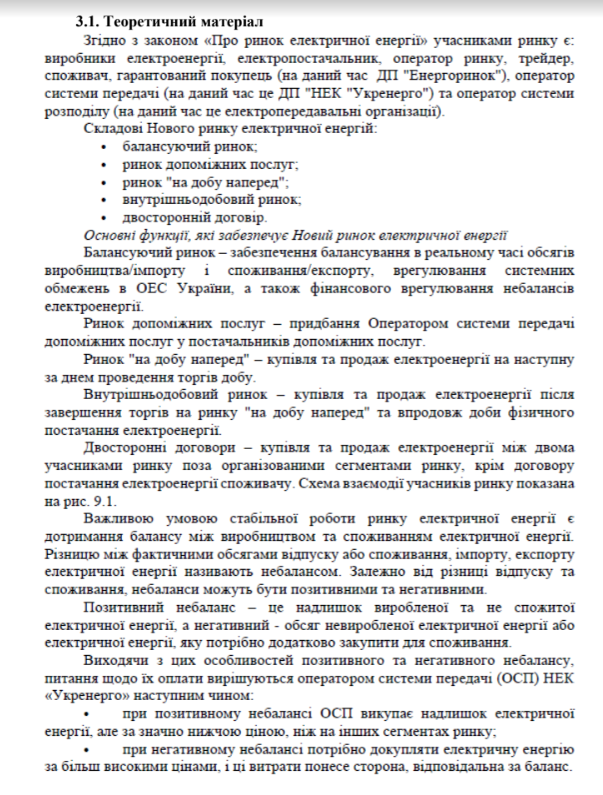 3.1. Теоретичний матеріал
Згідно з законом «Про ринок електричної енергії» учасниками ринку є:
виробники електроенергії, електропостачальник, оператор ринку, трейдер,
споживач, гарантований покупець (на даний час ДП "Енергоринок"), оператор
системи передачі (на даний час це ДП "НЕК "Укренерго") та оператор системи
розподілу (на даний час це електропередавальні організації).
Складові Нового ринку електричної енергій:
• балансуючий ринок;
• ринок допоміжних послуг;
• ринок "на добу наперед";
• внутрішньодобовий ринок;
• двосторонній договір.
Основні функції, які забезпечує Новий ринок електричної енергії
Балансуючий ринок – забезпечення балансування в реальному часі обсягів
виробництва/імпорту і споживання/експорту, врегулювання системних
обмежень в ОЕС України, а також фінансового врегулювання небалансів
електроенергії.
Ринок допоміжних послуг – придбання Оператором системи передачі
допоміжних послуг у постачальників допоміжних послуг.
Ринок "на добу наперед" – купівля та продаж електроенергії на наступну
за днем проведення торгів добу.
Внутрішньодобовий ринок – купівля та продаж електроенергії після
завершення торгів на ринку "на добу наперед" та впродовж доби фізичного
постачання електроенергії.
Двосторонні договори – купівля та продаж електроенергії між двома
учасниками ринку поза організованими сегментами ринку, крім договору
постачання електроенергії споживачу. Схема взаємодії учасників ринку показана
на рис. 9.1.
Важливою умовою стабільної роботи ринку електричної енергії є
дотримання балансу між виробництвом та споживанням електричної енергії.
Різницю між фактичними обсягами відпуску або споживання, імпорту, експорту
електричної енергії називають небалансом. Залежно від різниці відпуску та
споживання, небаланси можуть бути позитивними та негативними.
Позитивний небаланс – це надлишок виробленої та не спожитої
електричної енергії, а негативний - обсяг невиробленої електричної енергії або
електричної енергії, яку потрібно додатково закупити для споживання.
Виходячи з цих особливостей позитивного та негативного небалансу,
питання щодо їх оплати вирішуються оператором системи передачі (ОСП) НЕК
«Укренерго» наступним чином:
• при позитивному небалансі ОСП викупає надлишок електричної
енергії, але за значно нижчою ціною, ніж на інших сегментах ринку;
• при негативному небалансі потрібно докупляти електричну енергію
за більш високими цінами, і ці витрати понесе сторона, відповідальна за баланс.